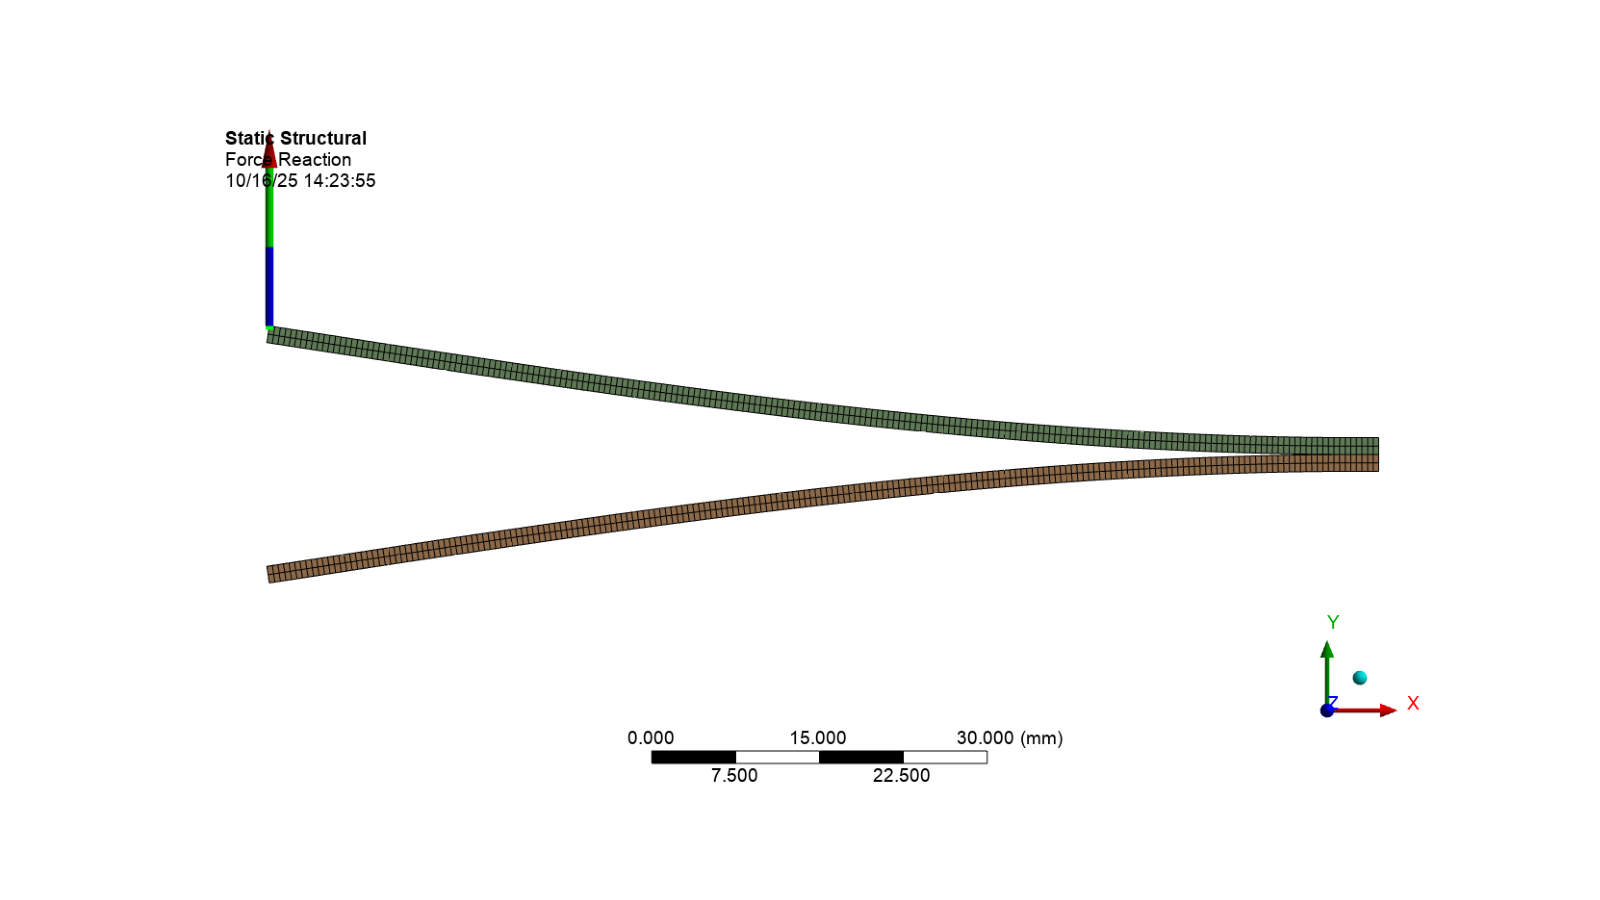 Static Structural
Force Reaction
10/16/25 14:23:55
Y
Z
X
0.000 15.000 30.000 (mm)
7.500 22.500